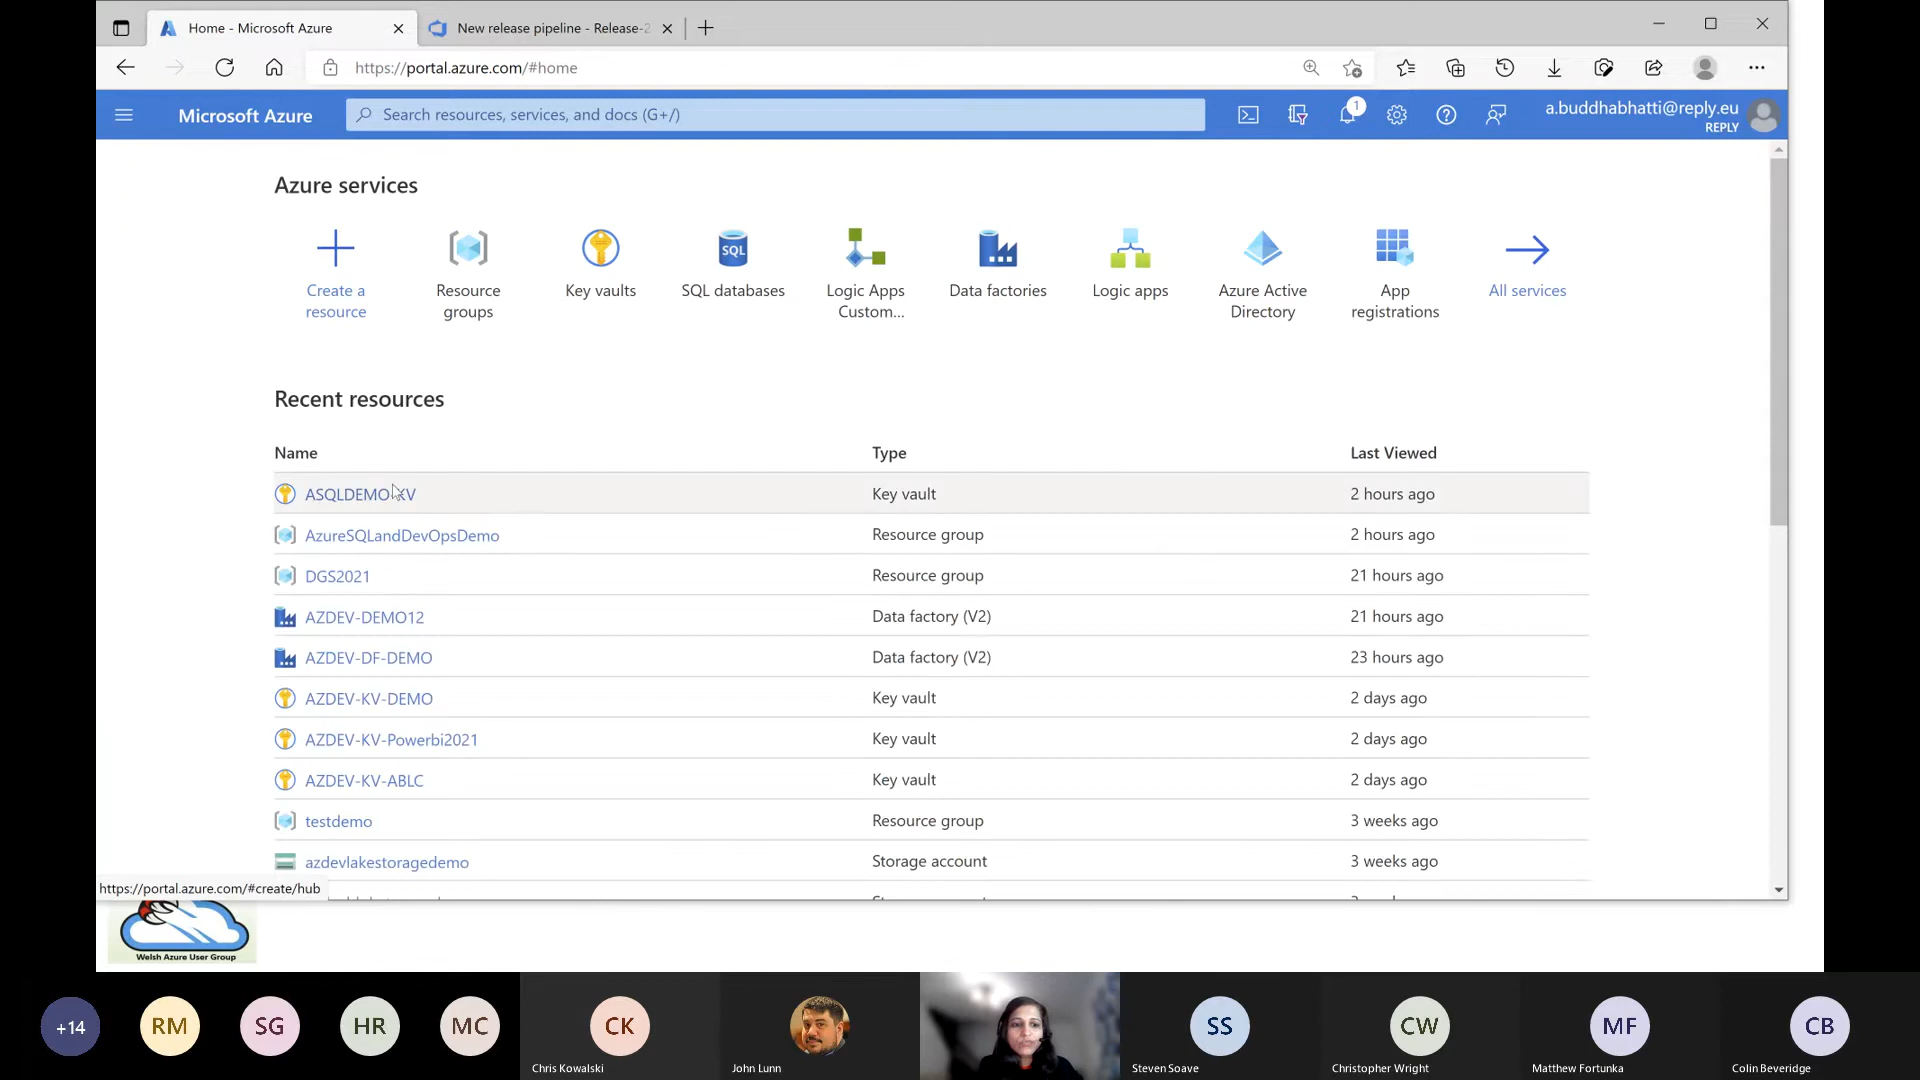 Home - Microsoft Azure
New release pipeline - Release-2
https://portal.azure.com/#home
Microsoft Azure
Search resources, services, and docs (G+/)
1
a.buddhabhatti@reply.eu
REPLY
Azure services
Create a
resource
Resource
groups
Key vaults
SQL
SQL databases
Logic Apps
Custom...
Data factories
Logic apps
Azure Active
Directory
App
registrations
All services
Recent resources
Name Type Last Viewed
ASQLDEMO-KV Key vault 2 hours ago
AzureSQLandDevOpsDemo Resource group 2 hours ago
DGS2021 Resource group 21 hours ago
AZDEV-DEMO12 Data factory (V2) 21 hours ago
AZDEV-DF-DEMO Data factory (V2) 23 hours ago
AZDEV-KV-DEMO Key vault 2 days ago
AZDEV-KV-Powerbi2021 Key vault 2 days ago
AZDEV-KV-ABLC Key vault 2 days ago
testdemo Resource group 3 weeks ago
azdevlakestoragedemo Storage account 3 weeks ago
https://portal.azure.com/#create/hub
Welsh Azure User Group
+14
RM
SG
HR
MC
CK
Chris Kowalski
John Lunn
SS
Steven Soave
CW
Christopher Wright
MF
Matthew Fortunka
CB
Colin Beveridge